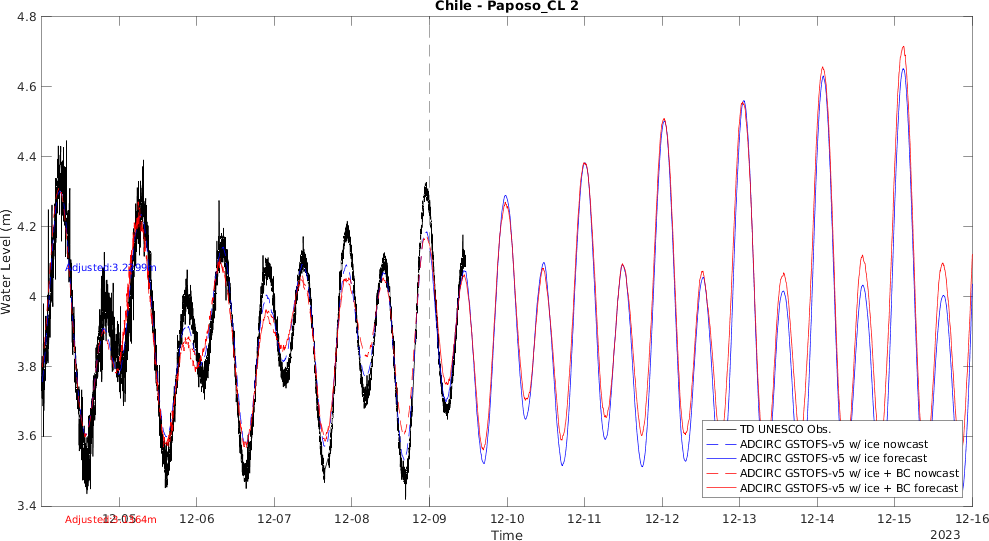 Chile - Paposo_CL 2
4.8
4.6
4.4
4.2
4
3.8
3.6
3.4
Water Level (m)
TD UNESCO Obs.
ADCIRC GSTOFS-v5 w/ ice nowcast
ADCIRC GSTOFS-v5 w/ ice forecast
ADCIRC GSTOFS-v5 w/ ice + BC nowcast
ADCIRC GSTOFS-v5 w/ ice + BC forecast
12-05 12-06 12-07 12-08 12-09 12-10 12-11 12-12 12-13 12-14 12-15 12-16
Time
2023